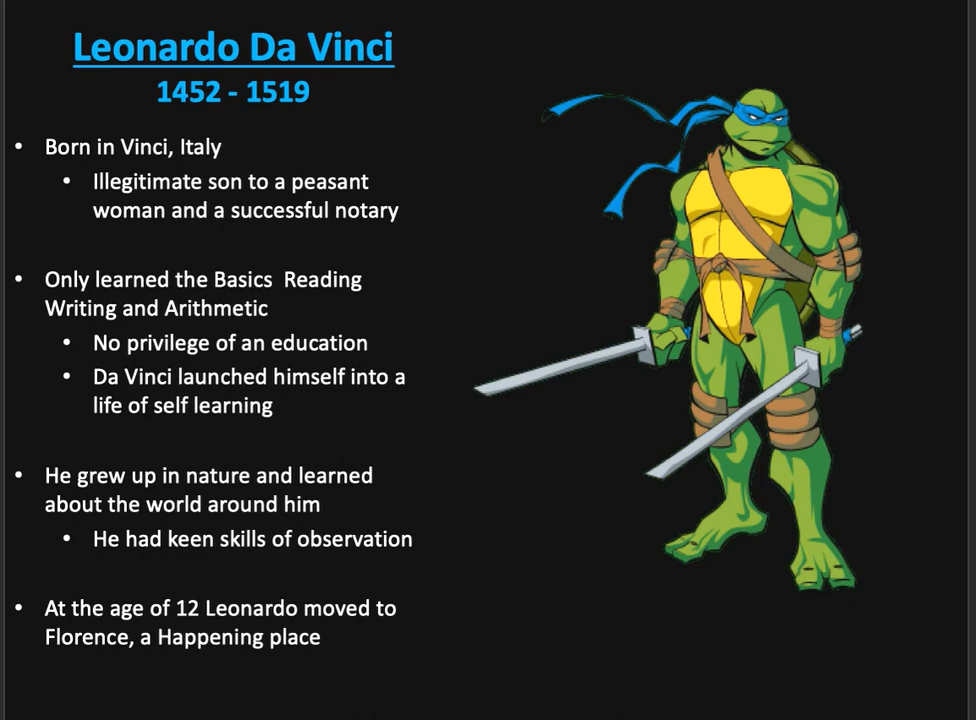 Leonardo Da Vinci
1452 - 1519
• Born in Vinci, Italy
• Illegitimate son to a peasant
woman and a successful notary
• Only learned the Basics  Reading
Writing and Arithmetic
• No privilege of an education
• Da Vinci launched himself into a
life of self learning
• He grew up in nature and learned
about the world around him
• He had keen skills of observation
• At the age of 12 Leonardo moved to
Florence, a Happening place